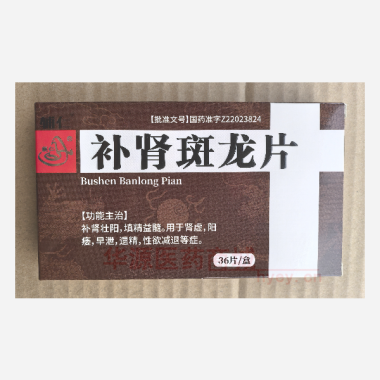 【批准文号】国药准字Z22023824
补肾斑龙片
Bushen Banlong Pian
【功能主治】
补肾壮阳,填精益髓。用于肾虚,阳
痿,早泄,遗精,性欲减退等症。
36片/盒